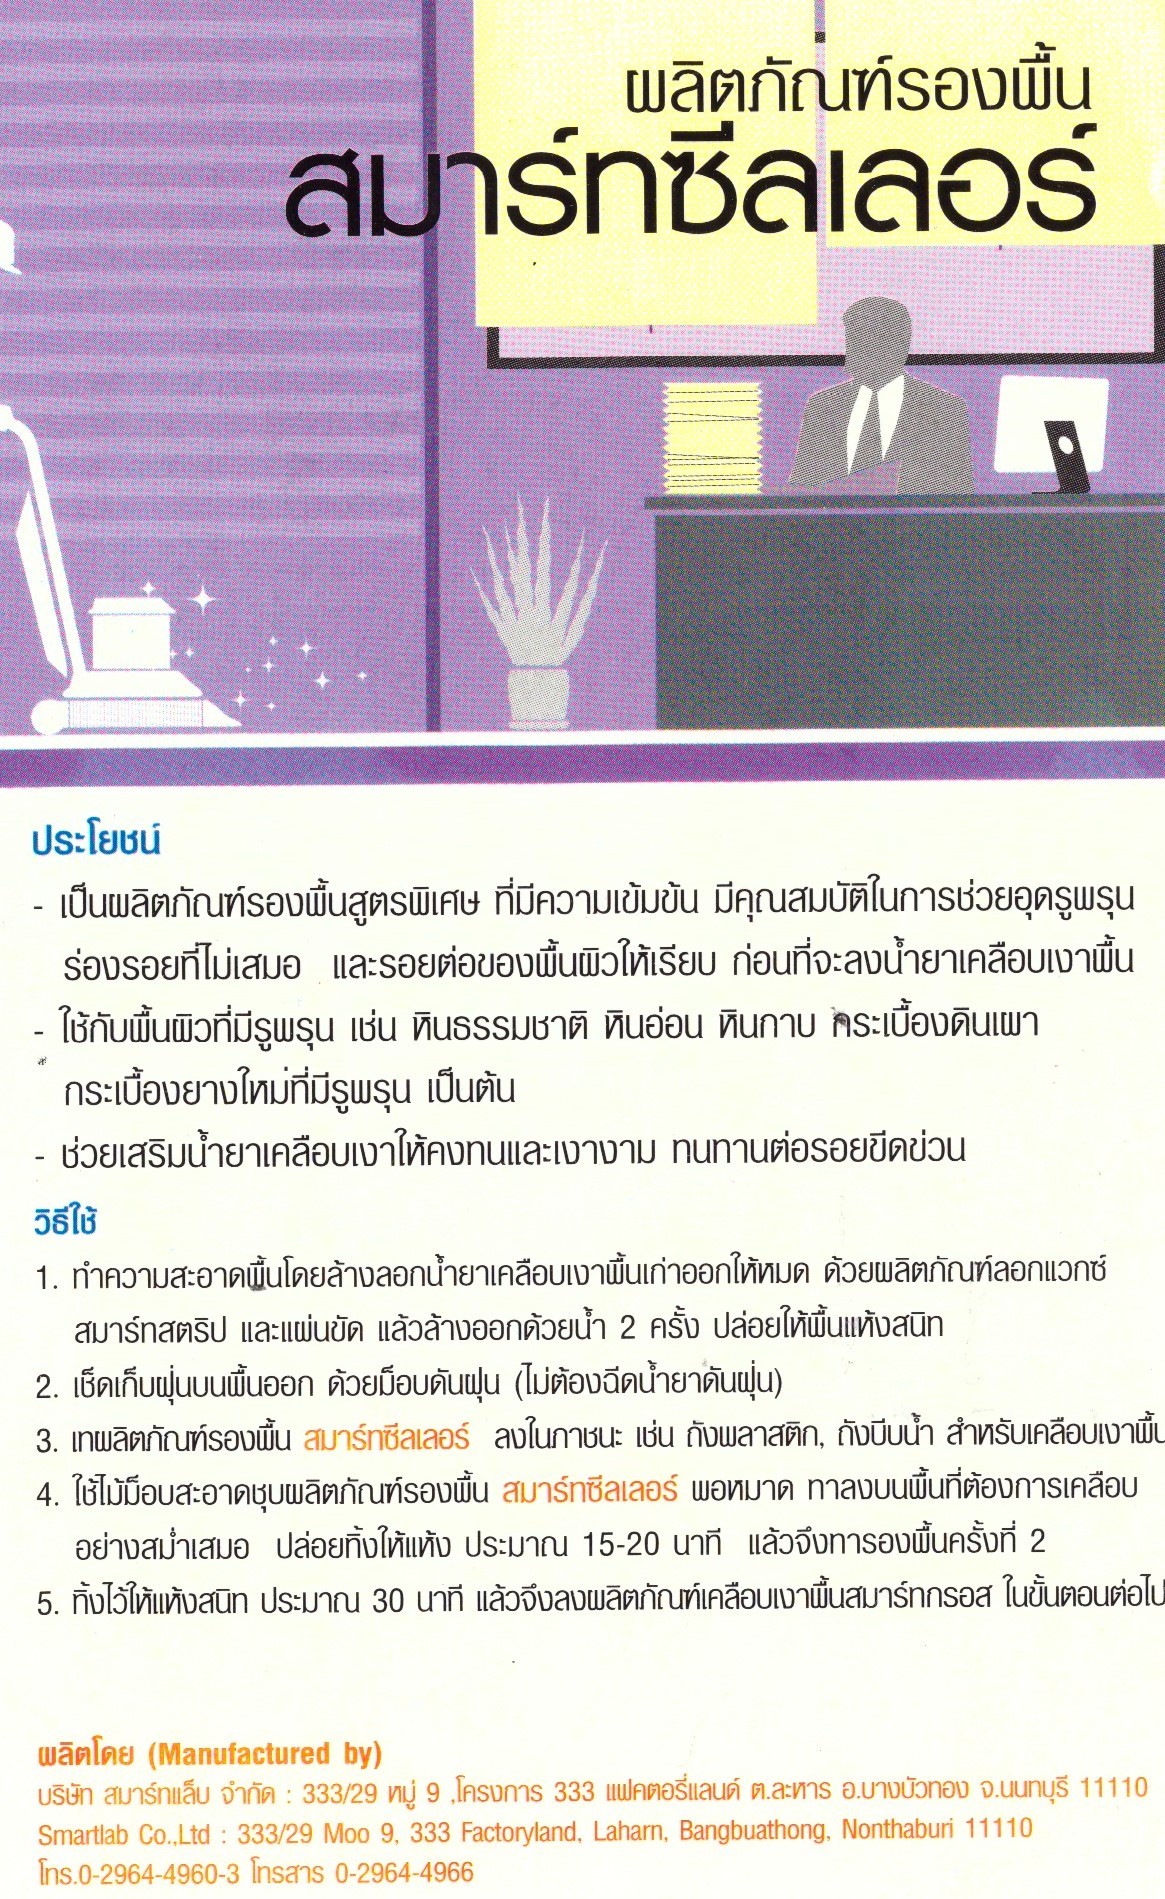 ผลิตภัณฑ์รองพื้น
สมาร์ทซีลเลอร์
ประโยชน์
- เป็นผลิตภัณฑ์รองพื้นสูตรพิเศษ ที่มีความเข้มข้น มีคุณสมบัติในการช่วยอุดรูพรุน
ร่องรอยที่ไม่เสมอ และรอยต่อของพื้นผิวให้เรียบ ก่อนที่จะลงน้ำยาเคลือบเงาพื้น
- ใช้กับพื้นผิวที่มีรูพรุน เช่น หินธรรมชาติ หินอ่อน หินกาบ กระเบื้องดินเผา
กระเบื้องยางใหม่ที่มีรูพรุน เป็นต้น
- ช่วยเสริมน้ำยาเคลือบเงาให้คงทนและเงางาม ทนทานต่อรอยขีดข่วน
วิธีใช้
1. ทำความสะอาดพื้นโดยล้างลอกน้ำยาเคลือบเงาพื้นเก่าออกให้หมด ด้วยผลิตภัณฑ์ลอกแวกซ์
สมาร์ทสตริป และแผ่นขัด แล้วล้างออกด้วยน้ำ 2 ครั้ง ปล่อยให้พื้นแห้งสนิท
2. เช็ดเก็บฝุ่นบนพื้นออก ด้วยม็อบดันฝุ่น (ไม่ต้องฉีดน้ำยาดันฝุ่น)
3. เทผลิตภัณฑ์รองพื้น สมาร์ทซีลเลอร์ ลงในภาชนะ เช่น ถังพลาสติก, ถังบีบน้ำ สำหรับเคลือบเงาพื้น
4. ใช้ไม้ม็อบสะอาดชุบผลิตภัณฑ์รองพื้น สมาร์ทซีลเลอร์ พอหมาด ทาลงบนพื้นที่ต้องการเคลือบ
อย่างสม่ำเสมอ ปล่อยทิ้งให้แห้ง ประมาณ 15-20 นาที แล้วจึงทารองพื้นครั้งที่ 2
5. ทิ้งไว้ให้แห้งสนิท ประมาณ 30 นาที แล้วจึงลงผลิตภัณฑ์เคลือบเงาพื้นสมาร์ทกรอส ในขั้นตอนต่อไป
ผลิตโดย (Manufactured by)
บริษัท สมาร์ทแล็บ จำกัด : 333/29 หมู่ 9 ,โครงการ 333 แฟคตอรี่แลนด์ ต.ละหาร อ.บางบัวทอง จ.นนทบุรี 11110
Smartlab Co.,Ltd : 333/29 Moo 9, 333 Factoryland, Laharn, Bangbuathong, Nonthaburi 11110
โทร.0-2964-4960-3 โทรสาร 0-2964-4966